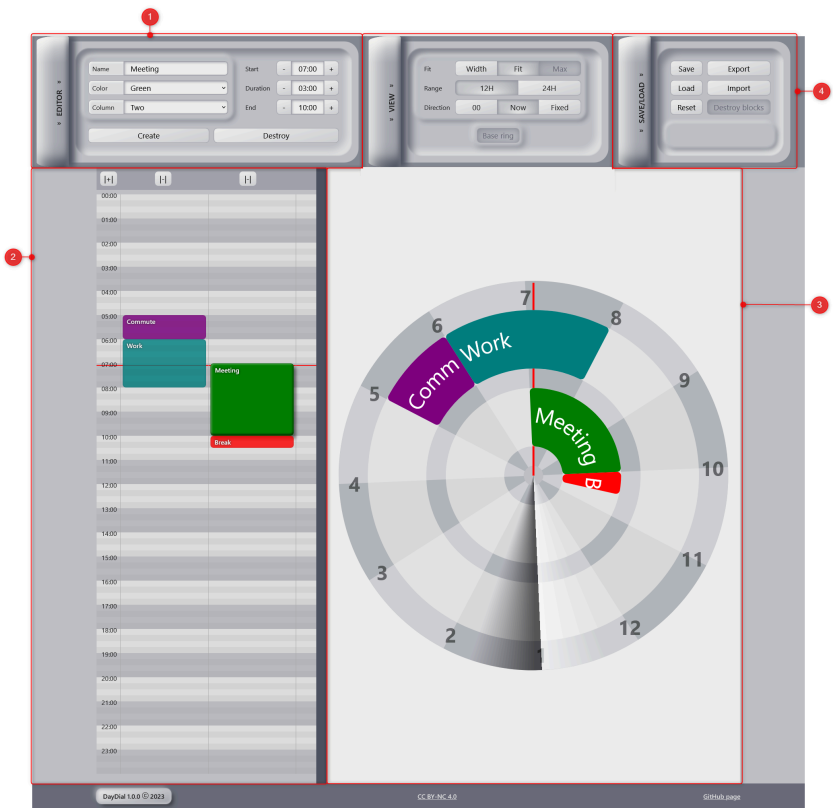 1
» EDITOR »
Name Meeting Start - 07:00 +
Color Green Duration - 03:00 +
Column Two End - 10:00 +
Create Destroy
» VIEW »
Fit Width Fit Max
Range 12H 24H
Direction 00 Now Fixed
Base ring
» SAVE/LOAD »
Save Export
Load Import
Reset Destroy blocks
4
2
[+] [-] [-]
00:00
01:00
02:00
03:00
04:00
05:00
Commute
06:00
Work
07:00
Meeting
08:00
09:00
10:00
Break
11:00
12:00
13:00
14:00
15:00
16:00
17:00
18:00
19:00
20:00
21:00
22:00
23:00
3
7
6
8
Work
Comm
5
9
Meeting
10
B
4
11
3
12
2
1
DayDial 1.0.0 © 2023 CC BY-NC 4.0 GitHub page